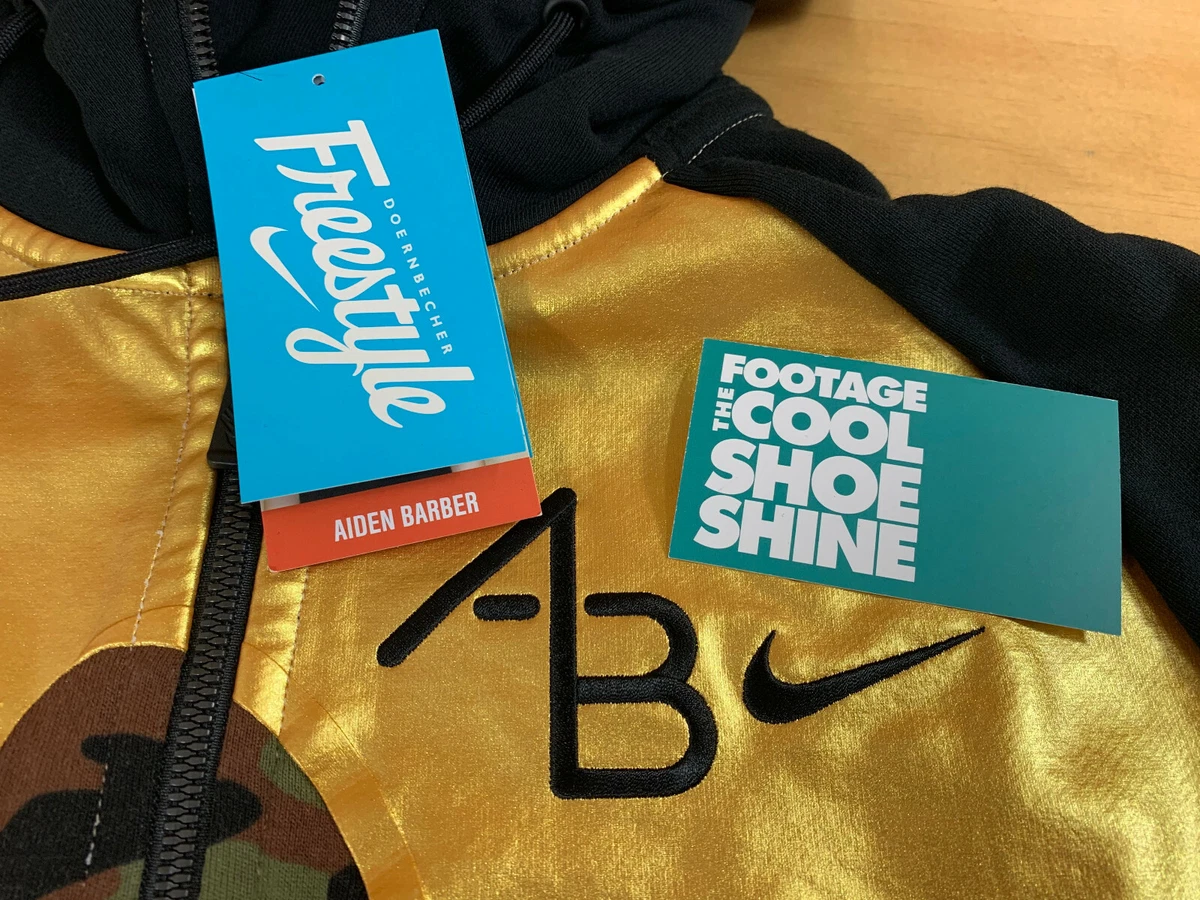 Freestyle
DOERNBECHER
AIDEN BARBER
FOOTAGE
THE COOL
SHOE
SHINE
AB